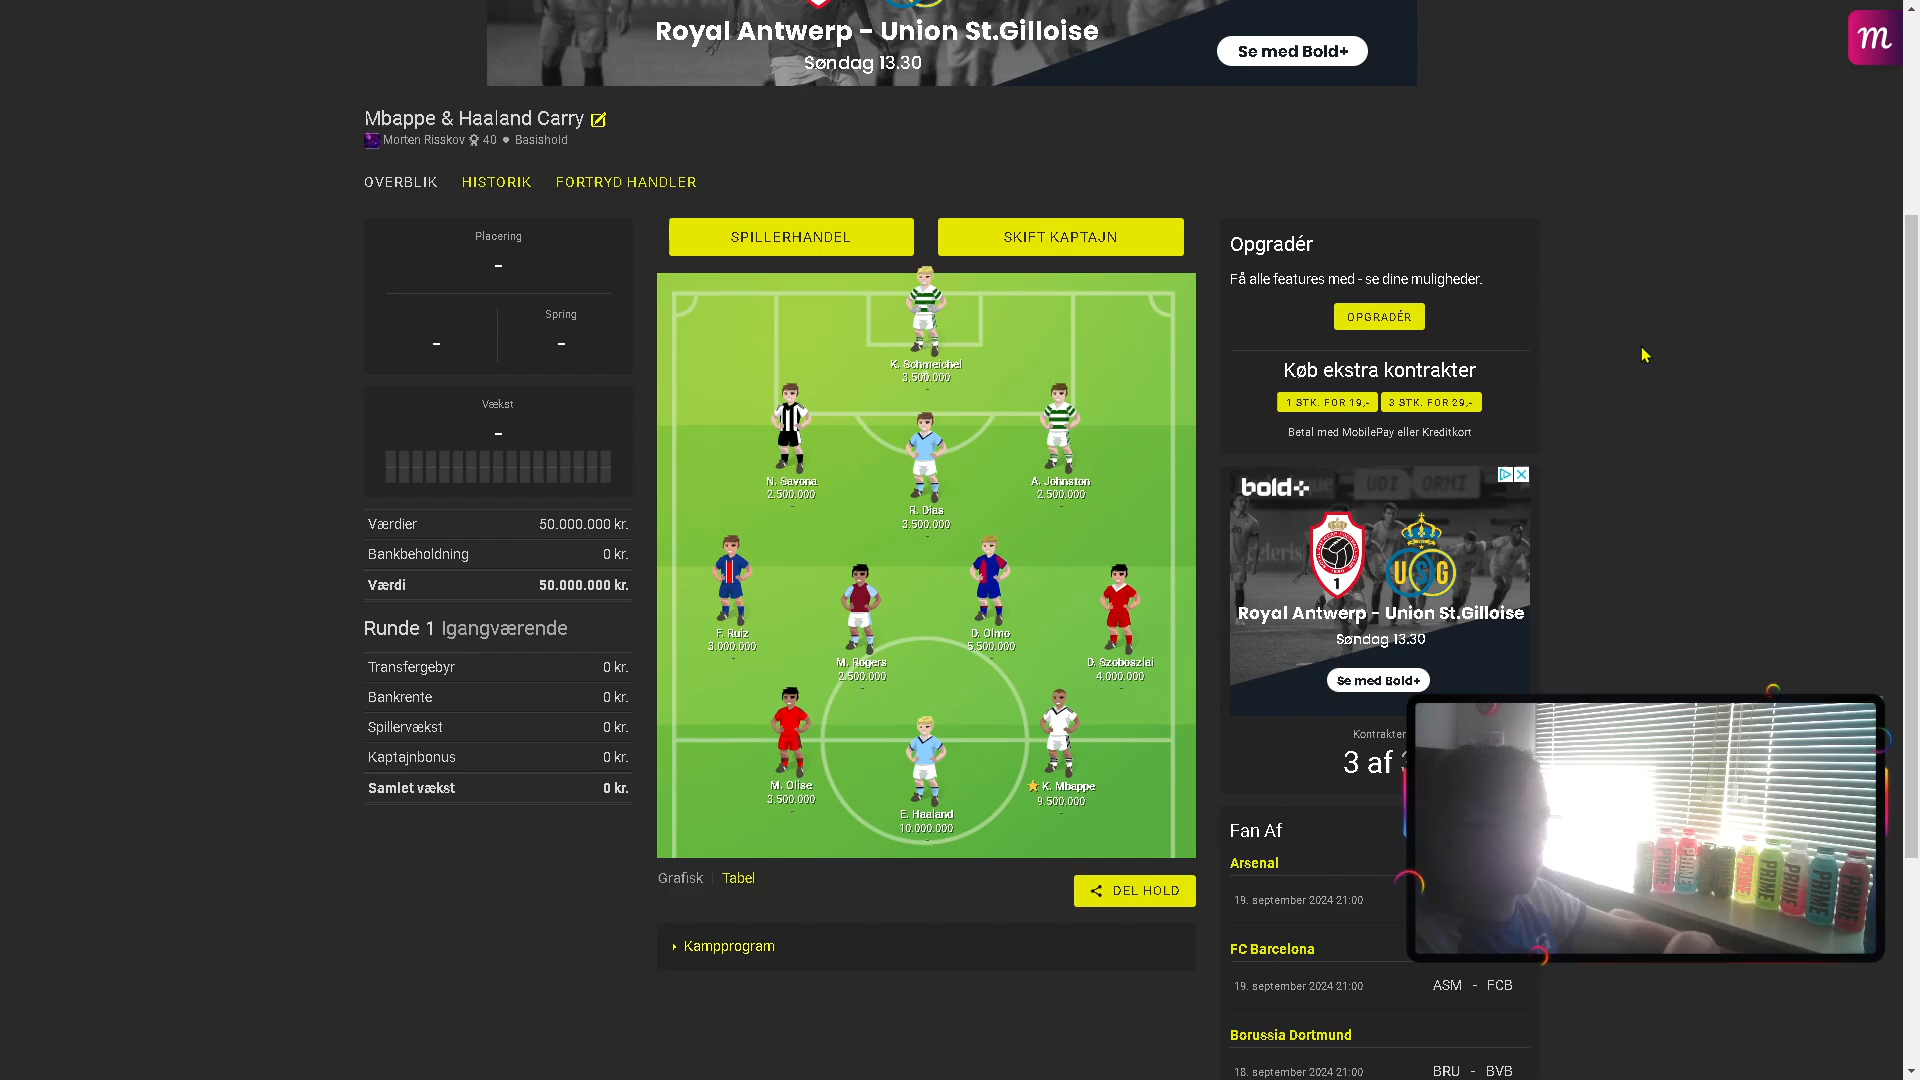 Royal Antwerp - Union St.Gilloise
Søndag 13.30
Se med Bold+
m
Mbappe & Haaland Carry
Morten Risskov 40 Basishold
OVERBLIK HISTORIK FORTRYD HANDLER
Placering
-
Spring
- -
Vækst
-
Værdier 50.000.000 kr.
Bankbeholdning 0 kr.
Værdi 50.000.000 kr.
Runde 1 Igangværende
Transfergebyr 0 kr.
Bankrente 0 kr.
Spillervækst 0 kr.
Kaptajnbonus 0 kr.
Samlet vækst 0 kr.
SPILLERHANDEL SKIFT KAPTAJN
K. Schmeichel
3.500.000
-
N. Savona
2.500.000
-
R. Dias
3.500.000
-
A. Johnston
2.500.000
-
F. Ruiz
3.000.000
-
M. Rogers
2.500.000
-
D. Olmo
5.500.000
-
D. Szoboszlai
4.000.000
-
M. Olise
3.500.000
-
E. Haaland
10.000.000
-
K. Mbappe
9.500.000
-
Grafisk | Tabel
DEL HOLD
Kampprogram
Opgradér
Få alle features med - se dine muligheder.
OPGRADÉR
Køb ekstra kontrakter
1 STK. FOR 19,- 3 STK. FOR 29,-
Betal med MobilePay eller Kreditkort
bold+
1
USG
Royal Antwerp - Union St.Gilloise
Søndag 13.30
Se med Bold+
Kontrakter
3 af
Fan Af
Arsenal
19. september 2024 21:00
FC Barcelona
19. september 2024 21:00 ASM - FCB
Borussia Dortmund
18. september 2024 21:00 BRU - BVB
PRIME PRIME PRIME PRIME PRIME PRIME PRIME